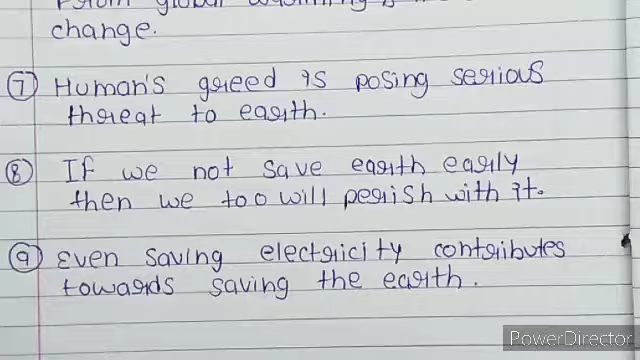 change.
7 Human's greed is posing serious
threat to earth.
8 If we not save earth early
then we too will perish with it.
9 Even saving electricity contributes
towards saving the earth.
PowerDirector